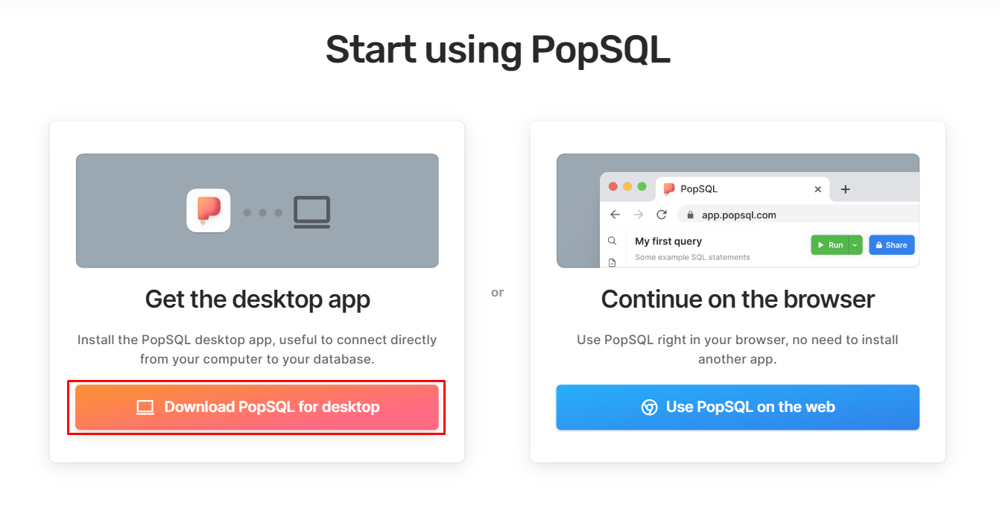 Start using PopSQL
Get the desktop app
Install the PopSQL desktop app, useful to connect directly
from your computer to your database.
Download PopSQL for desktop
or
PopSQL
app.popsql.com
My first query
Run
Share
Some example SQL statements
Continue on the browser
Use PopSQL right in your browser, no need to install
another app.
Use PopSQL on the web